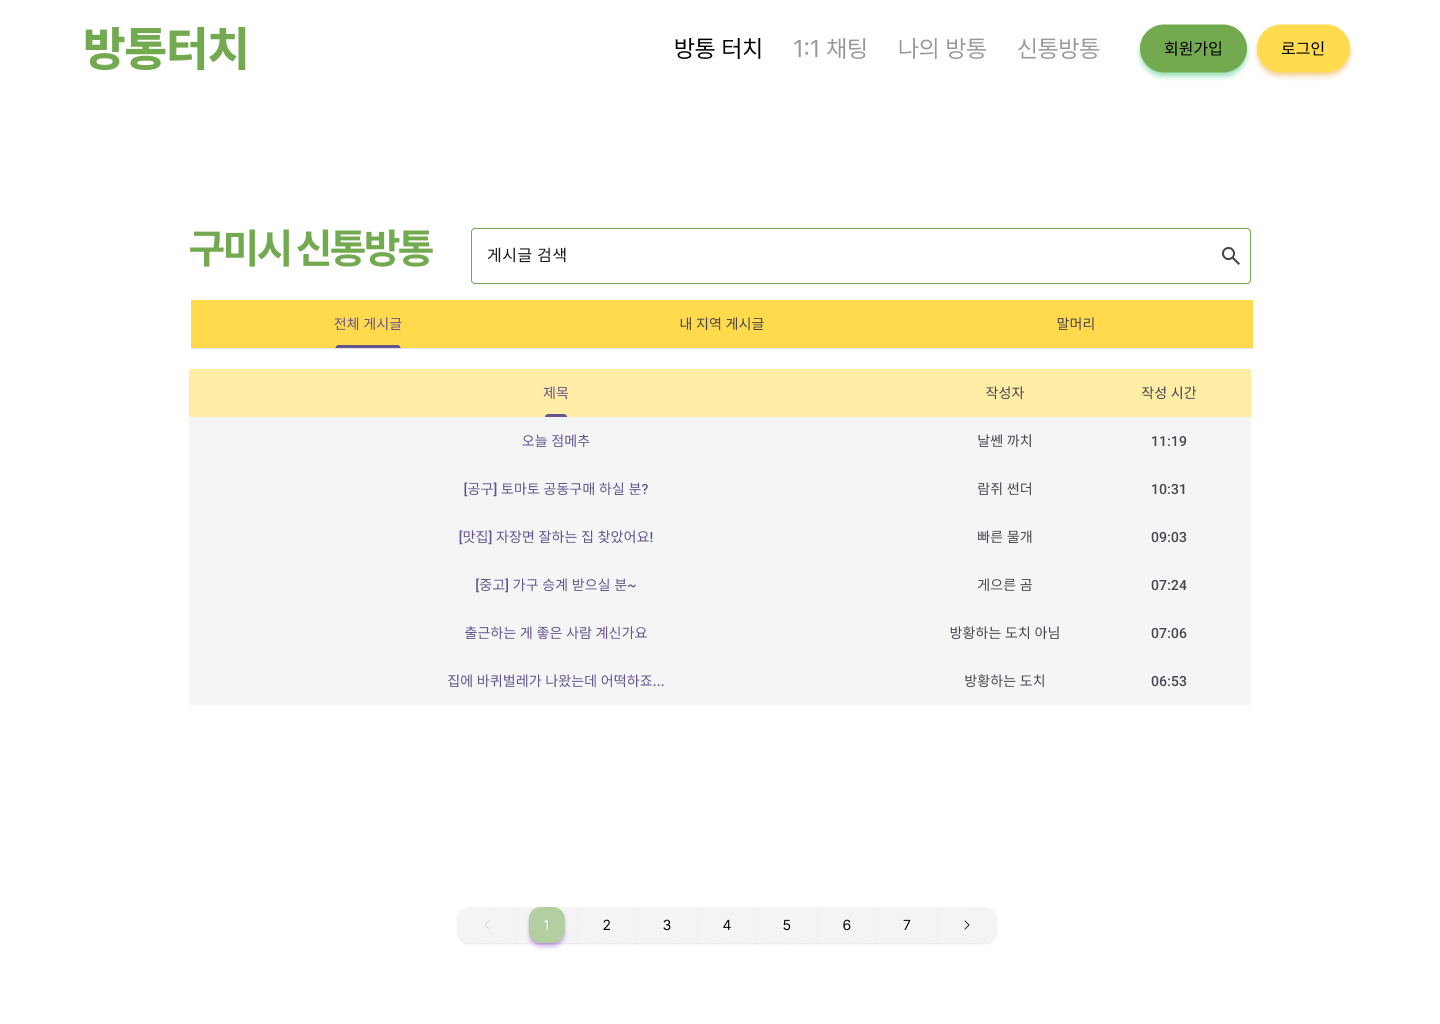 방통터치
방통 터치 1:1 채팅 나의 방통 신통방통 회원가입 로그인
구미시 신통방통 게시글 검색
전체 게시글 내 지역 게시글 말머리
제목 작성자 작성 시간
오늘 점메추 날쎈 까치 11:19
[공구] 토마토 공동구매 하실 분? 람쥐 썬더 10:31
[맛집] 자장면 잘하는 집 찾았어요! 빠른 물개 09:03
[중고] 가구 승계 받으실 분~ 게으른 곰 07:24
출근하는 게 좋은 사람 계신가요 방황하는 도치 아님 07:06
집에 바퀴벌레가 나왔는데 어떡하죠... 방황하는 도치 06:53
1 2 3 4 5 6 7